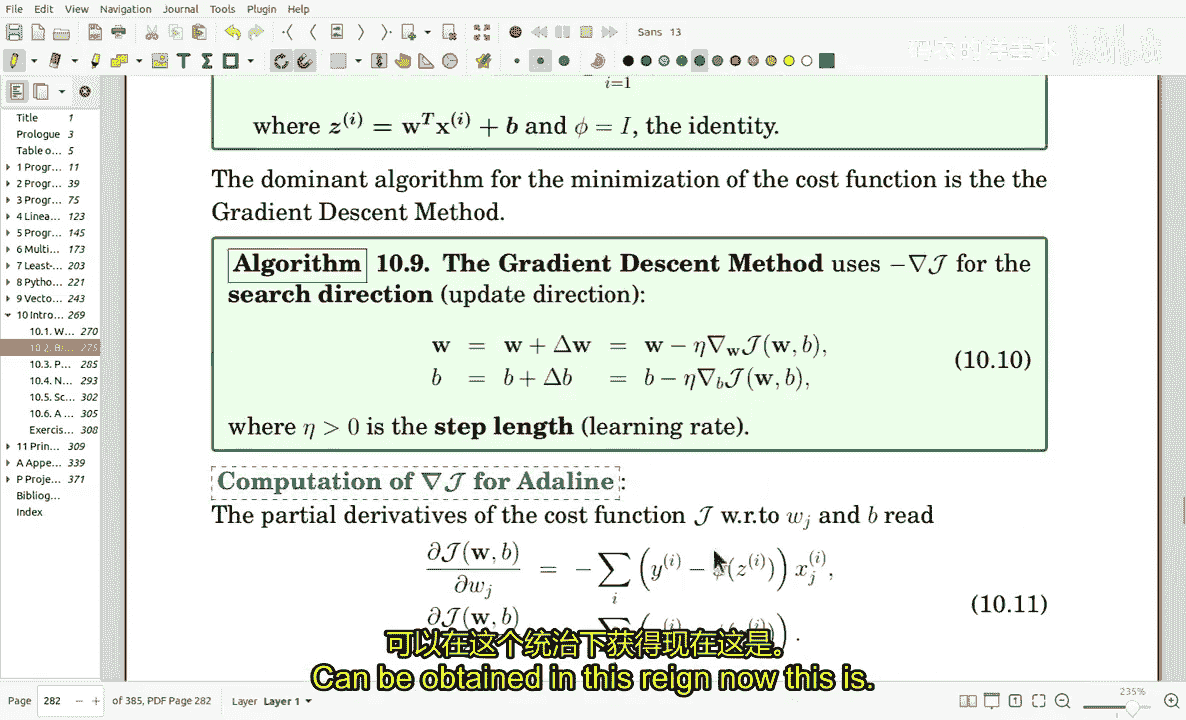 File Edit View Navigation Journal Tools Plugin Help
Sans 13
Title 1
Prologue 3
Table o... 5
1 Progr... 11
2 Progr... 39
3 Progr... 75
4 Linea... 123
5 Progr... 145
6 Multi... 173
7 Least-... 203
8 Pytho... 221
9 Vecto... 243
10 Intro... 269
10.1. W... 270
10.2. Bi... 275
10.3. P... 285
10.4. N... 293
10.5. Sc... 302
10.6. A ... 305
Exercis... 308
11 Prin... 309
A Appe... 339
P Proje... 371
Bibliog...
Index
i=1
where z^(i) = w^T x^(i) + b and ϕ = I, the identity.
The dominant algorithm for the minimization of the cost function is the the
Gradient Descent Method.
Algorithm 10.9. The Gradient Descent Method uses −∇𝒥 for the
search direction (update direction):
w = w + Δw = w − η∇_w 𝒥(w, b),
b = b + Δb = b − η∇_b 𝒥(w, b),
(10.10)
where η > 0 is the step length (learning rate).
Computation of ∇𝒥 for Adaline:
The partial derivatives of the cost function 𝒥 w.r.to w_j and b read
∂𝒥(w, b) / ∂w_j = −∑_i (y^(i) − ϕ(z^(i))) x_j^(i),
∂𝒥(w, b)
(10.11)
可以在这个统治下获得现在这是。
Can be obtained in this reign now this is.
Page 282 − + of 385, PDF Page 282 Layer Layer 1
235%